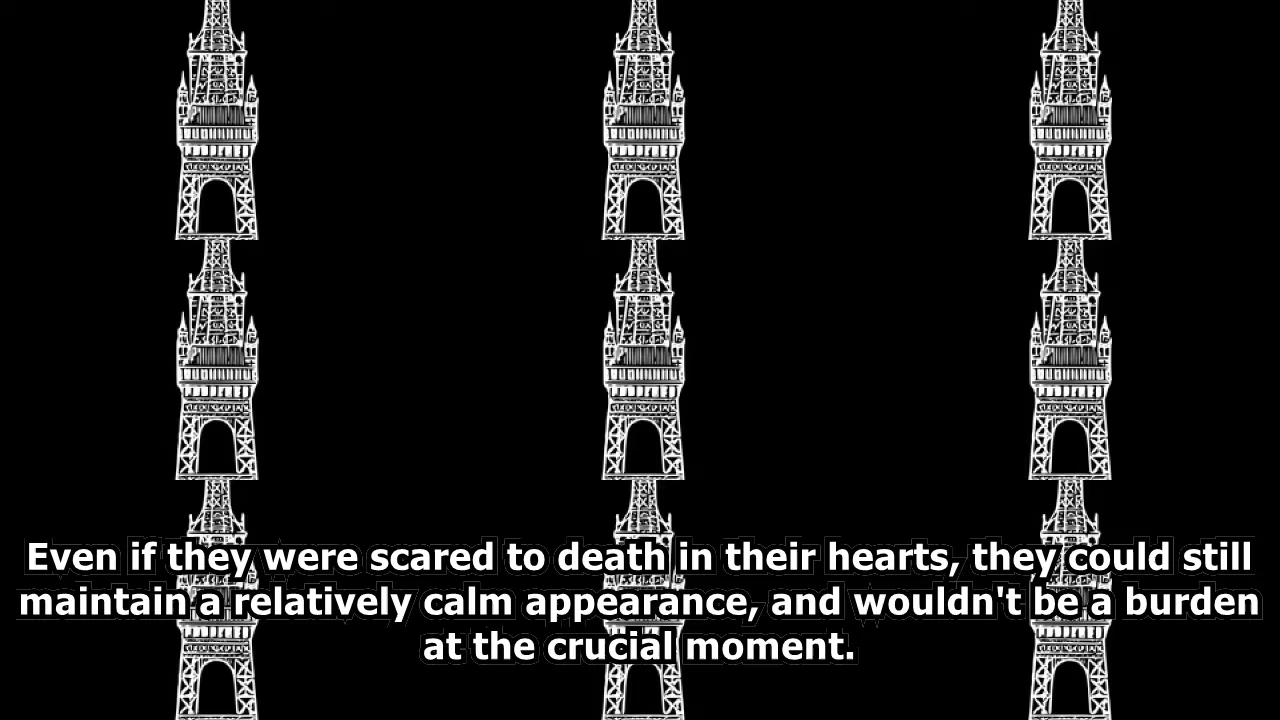 Even if they were scared to death in their hearts, they could still
maintain a relatively calm appearance, and wouldn't be a burden
at the crucial moment.